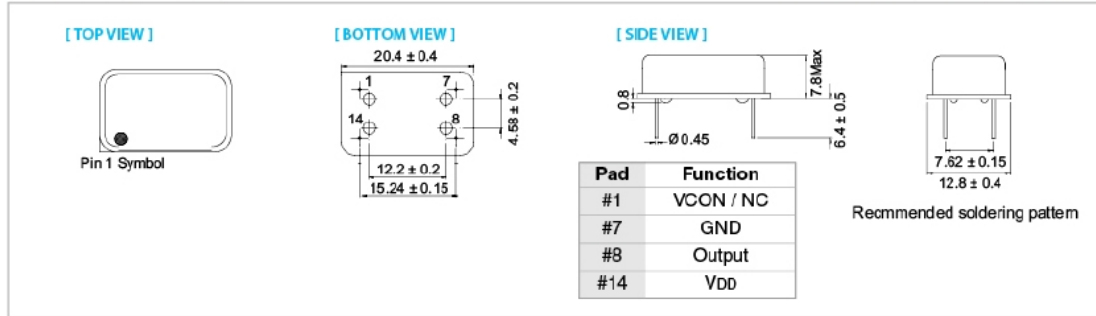 [ TOP VIEW ]
Pin 1 Symbol
[ BOTTOM VIEW ]
20.4 ± 0.4
1
7
14
8
4.58 ± 0.2
12.2 ± 0.2
15.24 ± 0.15
[ SIDE VIEW ]
7.8Max
0.8
Ø0.45
6.4 ± 0.5
7.62 ± 0.15
12.8 ± 0.4
Recmmended soldering pattern
Pad Function
#1 VCON / NC
#7 GND
#8 Output
#14 VDD